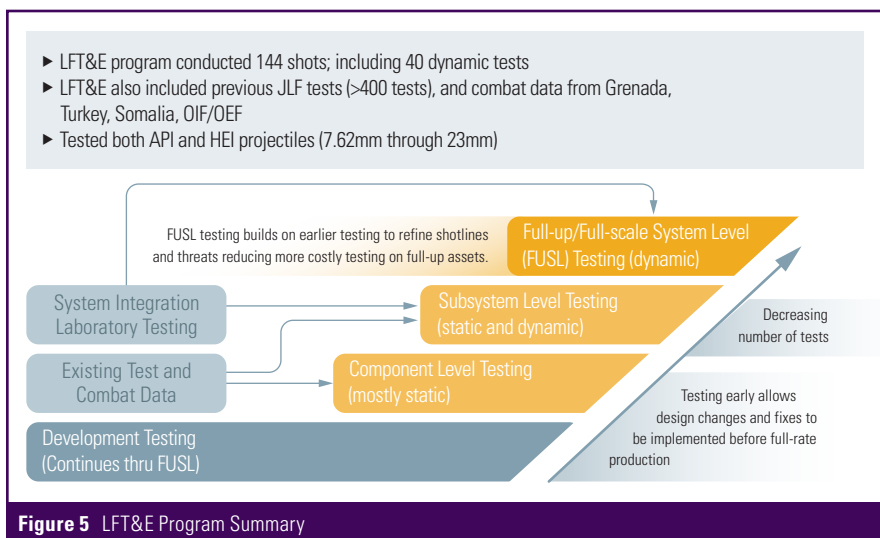 ► LFT&E program conducted 144 shots; including 40 dynamic tests
► LFT&E also included previous JLF tests (>400 tests), and combat data from Grenada,
Turkey, Somalia, OIF/OEF
► Tested both API and HEI projectiles (7.62mm through 23mm)
FUSL testing builds on earlier testing to refine shotlines
and threats reducing more costly testing on full-up assets.
Full-up/Full-scale System Level
(FUSL) Testing (dynamic)
System Integration
Laboratory Testing
Subsystem Level Testing
(static and dynamic)
Decreasing
number of tests
Existing Test and
Combat Data
Component Level Testing
(mostly static)
Testing early allows
design changes and fixes to
be implemented before full-rate
production
Development Testing
(Continues thru FUSL)
Figure 5 LFT&E Program Summary